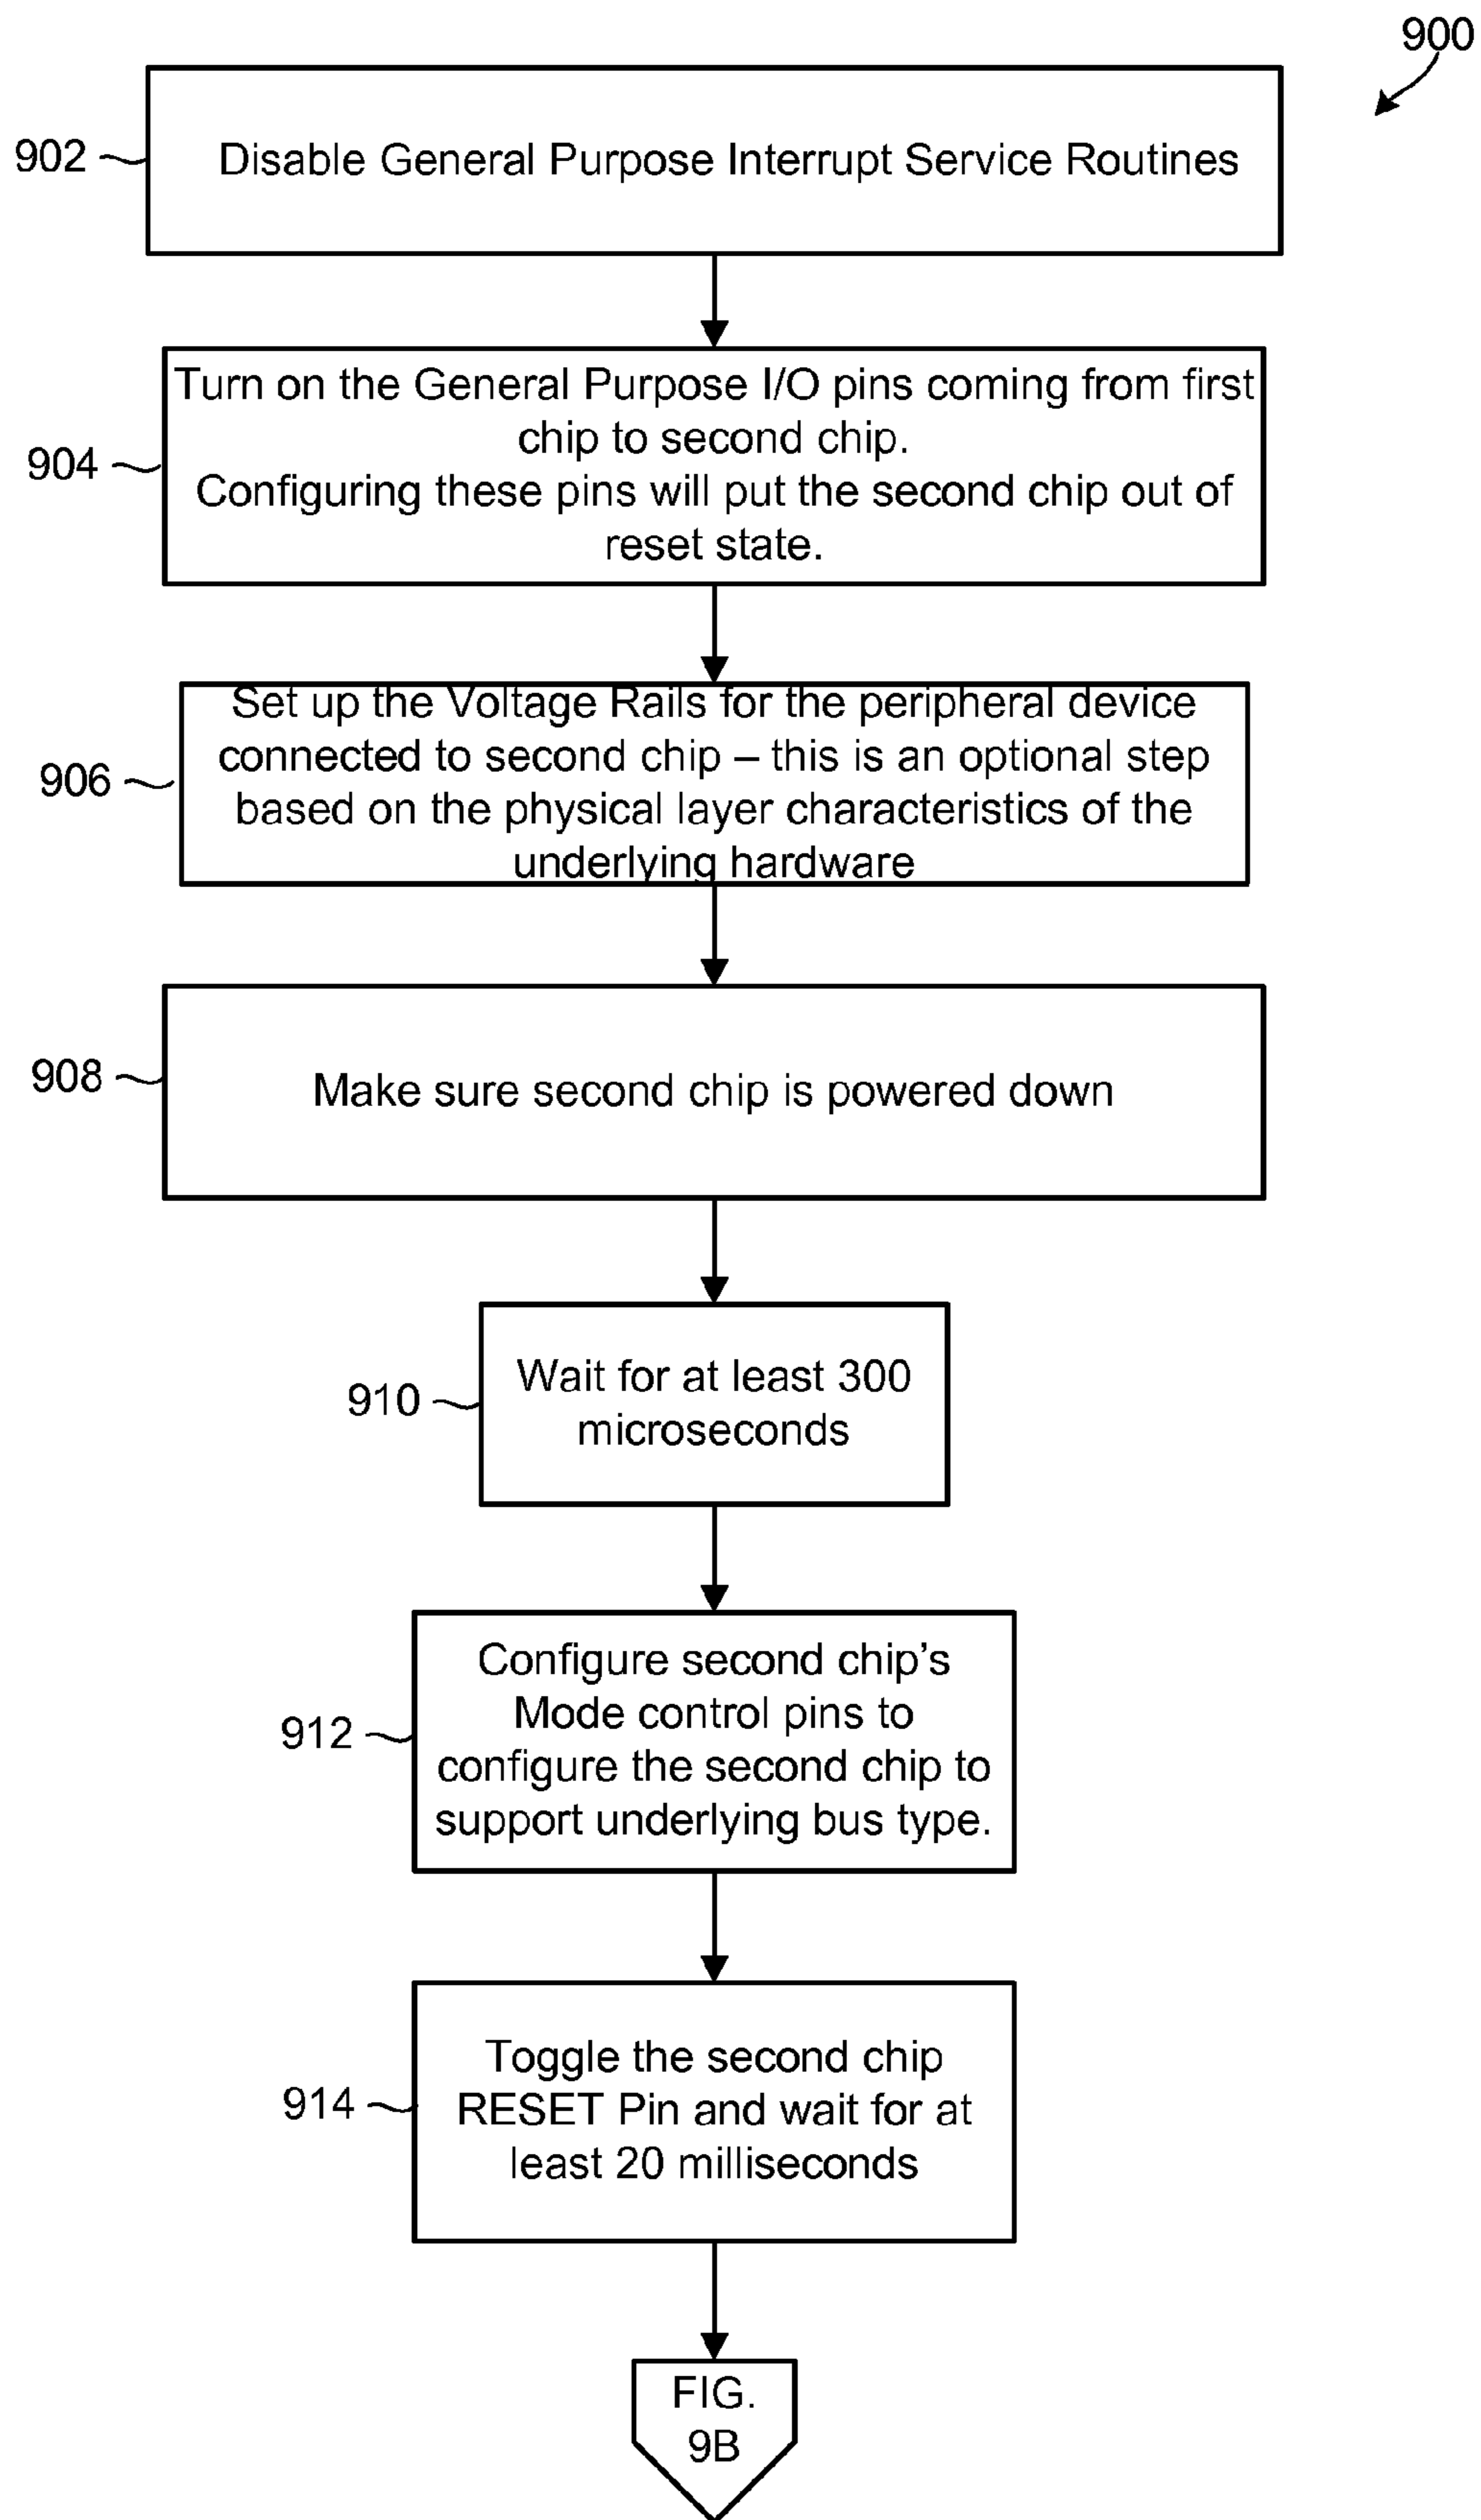 900
902
Disable General Purpose Interrupt Service Routines
904
Turn on the General Purpose I/O pins coming from first
chip to second chip.
Configuring these pins will put the second chip out of
reset state.
906
Set up the Voltage Rails for the peripheral device
connected to second chip – this is an optional step
based on the physical layer characteristics of the
underlying hardware
908
Make sure second chip is powered down
910
Wait for at least 300
microseconds
912
Configure second chip's
Mode control pins to
configure the second chip to
support underlying bus type.
914
Toggle the second chip
RESET Pin and wait for at
least 20 milliseconds
FIG.
9B